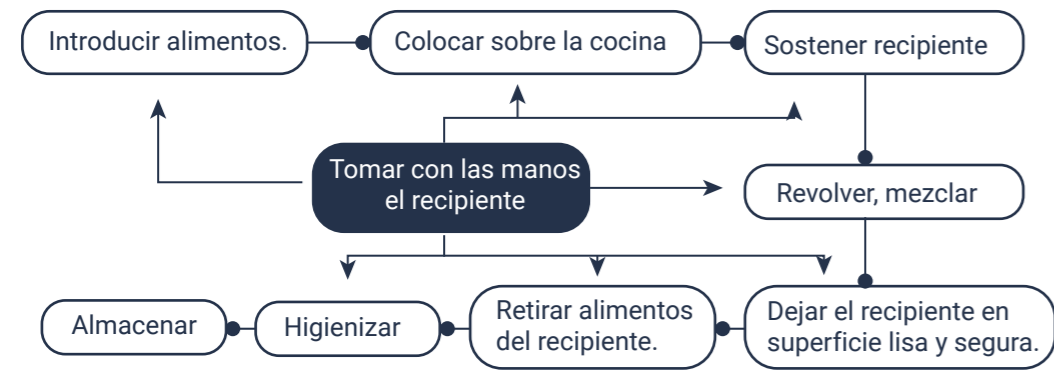 Introducir alimentos.
Colocar sobre la cocina
Sostener recipiente
Tomar con las manos
el recipiente
Revolver, mezclar
Almacenar
Higienizar
Retirar alimentos
del recipiente.
Dejar el recipiente en
superficie lisa y segura.